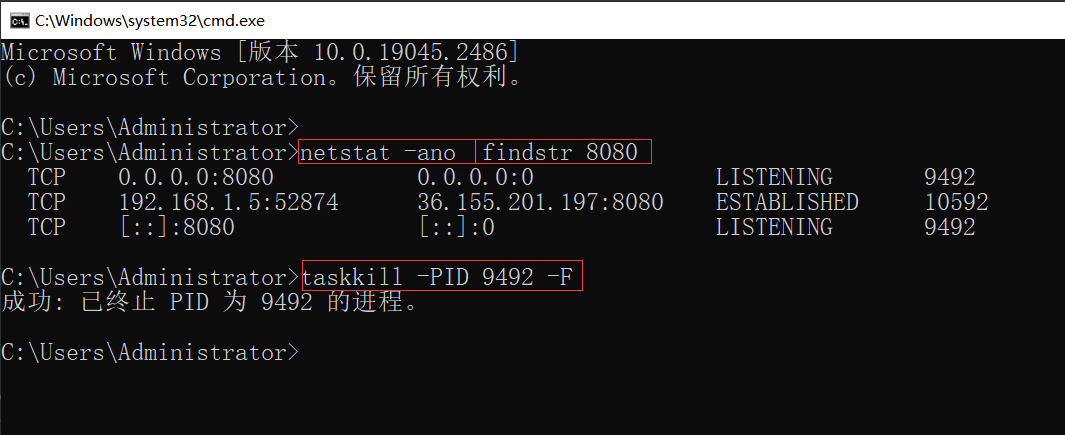 C:\Windows\system32\cmd.exe
Microsoft Windows [版本 10.0.19045.2486]
(c) Microsoft Corporation。保留所有权利。
C:\Users\Administrator>
C:\Users\Administrator>netstat -ano |findstr 8080
TCP 0.0.0.0:8080 0.0.0.0:0 LISTENING 9492
TCP 192.168.1.5:52874 36.155.201.197:8080 ESTABLISHED 10592
TCP [::]:8080 [::]:0 LISTENING 9492
C:\Users\Administrator>taskkill -PID 9492 -F
成功: 已终止 PID 为 9492 的进程。
C:\Users\Administrator>